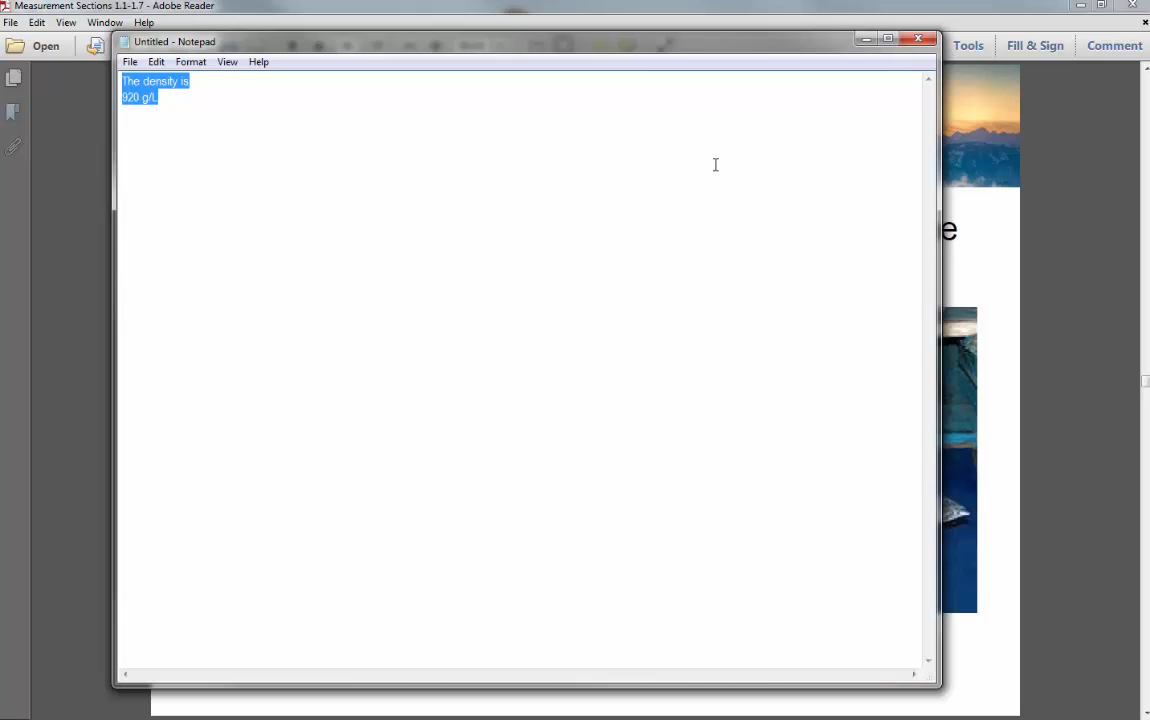 Measurement Sections 1.1-1.7 - Adobe Reader
File Edit View Window Help
Open
Tools Fill & Sign Comment
Untitled - Notepad
File Edit Format View Help
The density is
920 g/L
e